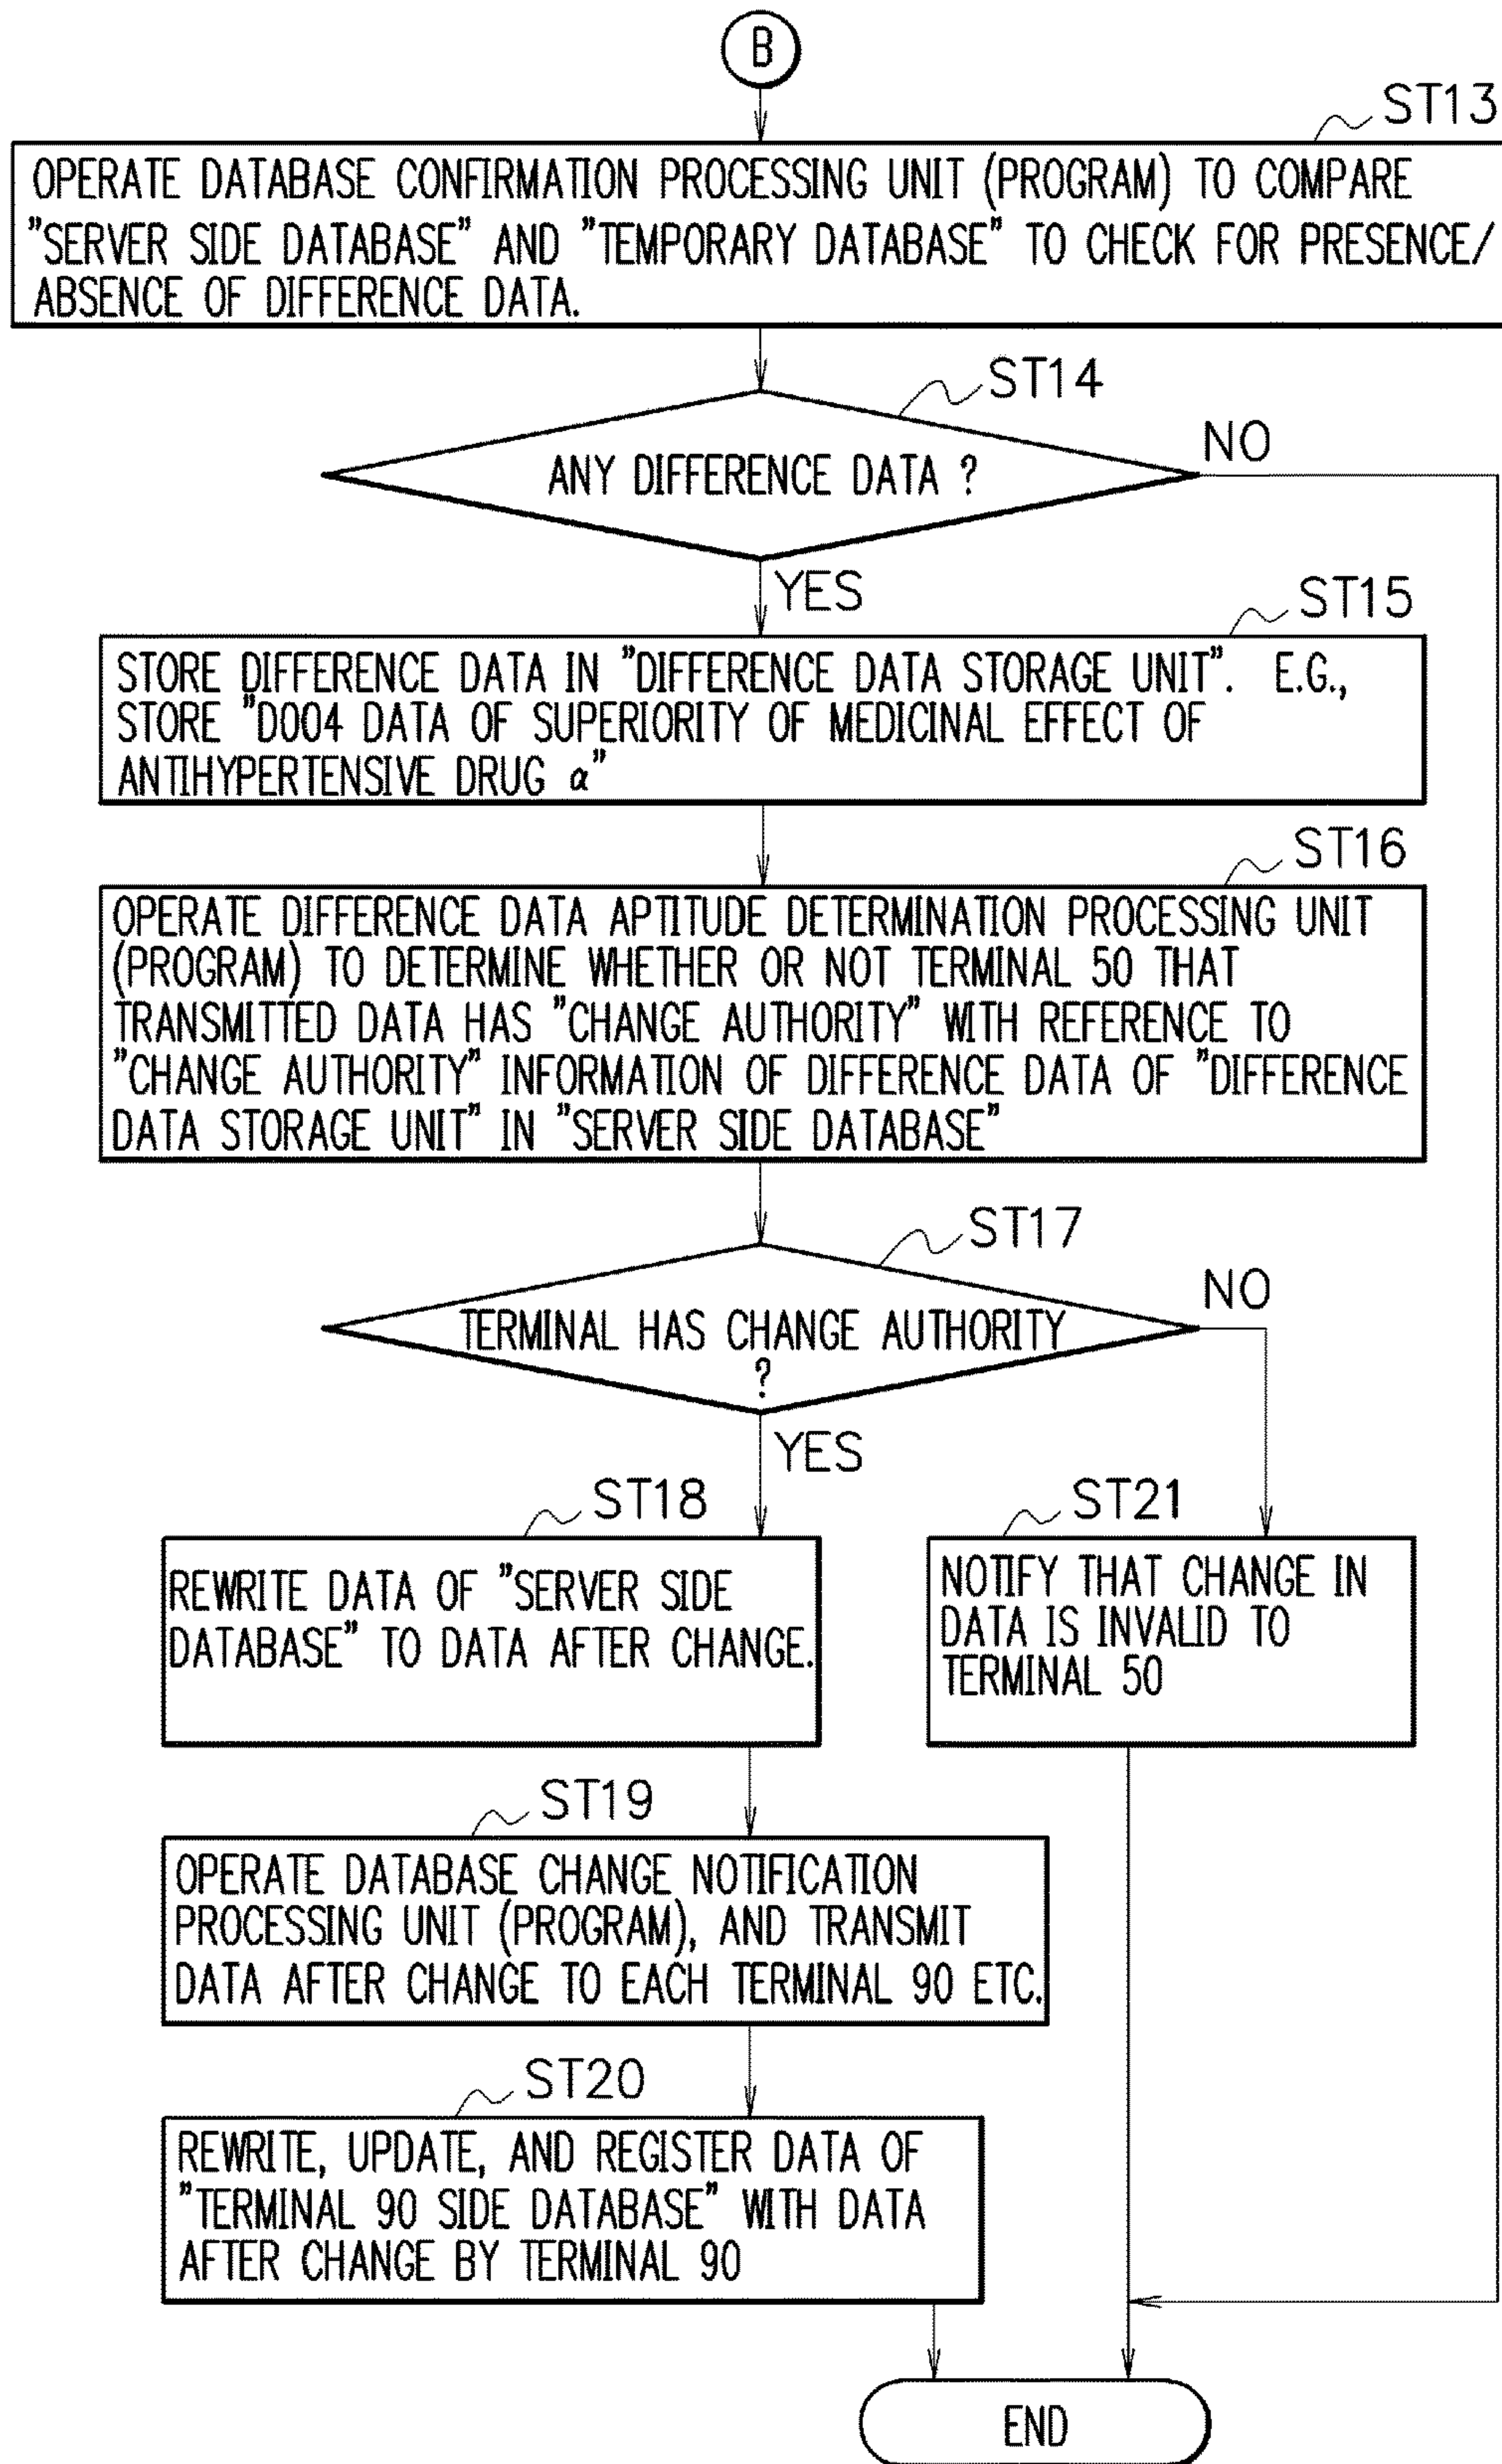 B
ST13
OPERATE DATABASE CONFIRMATION PROCESSING UNIT (PROGRAM) TO COMPARE
"SERVER SIDE DATABASE" AND "TEMPORARY DATABASE" TO CHECK FOR PRESENCE/
ABSENCE OF DIFFERENCE DATA.
ST14
ANY DIFFERENCE DATA ?
NO
YES
ST15
STORE DIFFERENCE DATA IN "DIFFERENCE DATA STORAGE UNIT". E.G.,
STORE "D004 DATA OF SUPERIORITY OF MEDICINAL EFFECT OF
ANTIHYPERTENSIVE DRUG α"
ST16
OPERATE DIFFERENCE DATA APTITUDE DETERMINATION PROCESSING UNIT
(PROGRAM) TO DETERMINE WHETHER OR NOT TERMINAL 50 THAT
TRANSMITTED DATA HAS "CHANGE AUTHORITY" WITH REFERENCE TO
"CHANGE AUTHORITY" INFORMATION OF DIFFERENCE DATA OF "DIFFERENCE
DATA STORAGE UNIT" IN "SERVER SIDE DATABASE"
ST17
TERMINAL HAS CHANGE AUTHORITY
?
NO
YES
ST18
REWRITE DATA OF "SERVER SIDE
DATABASE" TO DATA AFTER CHANGE.
ST21
NOTIFY THAT CHANGE IN
DATA IS INVALID TO
TERMINAL 50
ST19
OPERATE DATABASE CHANGE NOTIFICATION
PROCESSING UNIT (PROGRAM), AND TRANSMIT
DATA AFTER CHANGE TO EACH TERMINAL 90 ETC.
ST20
REWRITE, UPDATE, AND REGISTER DATA OF
"TERMINAL 90 SIDE DATABASE" WITH DATA
AFTER CHANGE BY TERMINAL 90
END